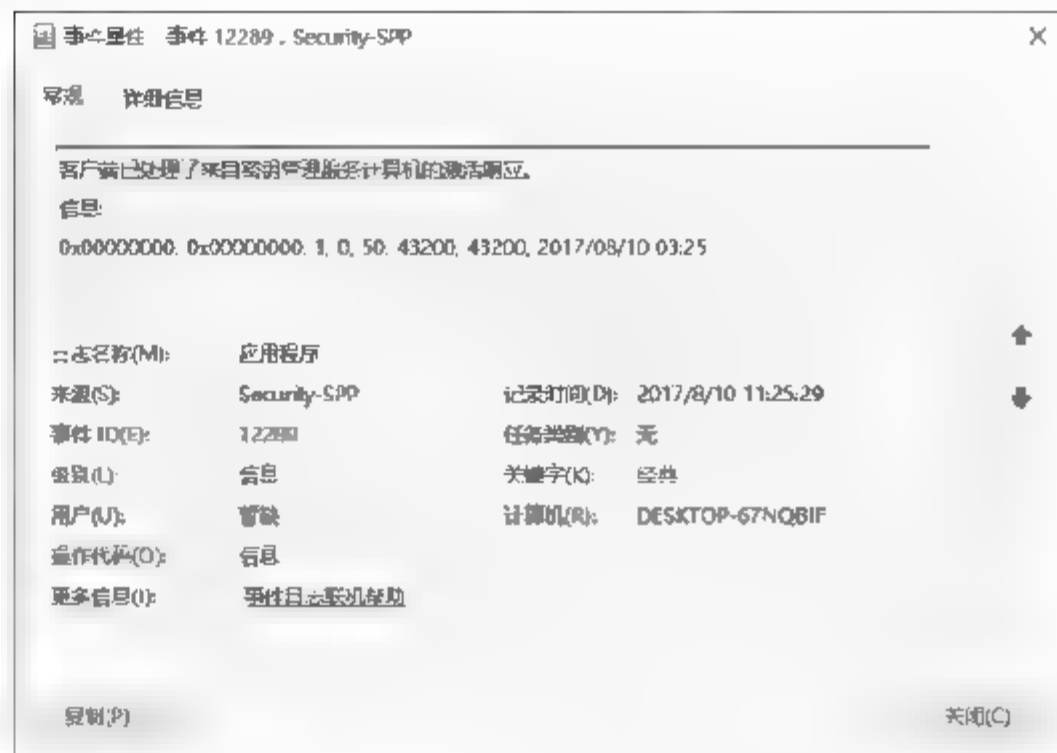 事件属性 事件 12289 , Security-SPP
常规 详细信息
客户端已处理了来自密钥管理服务计算机的激活响应。
信息:
0x00000000, 0x00000000, 1, 0, 50, 43200, 43200, 2017/08/10 03:25
日志名称(M): 应用程序
来源(S): Security-SPP 记录时间(D): 2017/8/10 11:25:29
事件 ID(E): 12289 任务类别(Y): 无
级别(L): 信息 关键字(K): 经典
用户(U): 暂缺 计算机(R): DESKTOP-67NQBIF
操作代码(O): 信息
更多信息(I): 事件日志联机帮助
复制(P) 关闭(C)